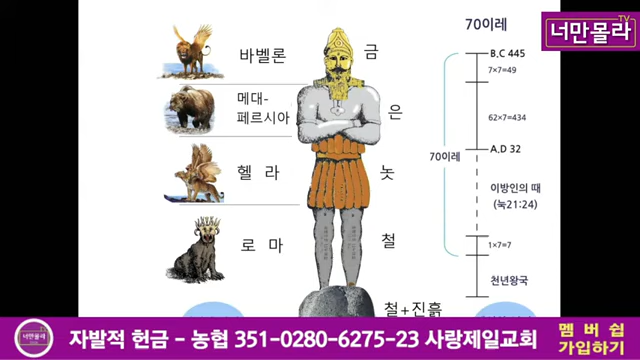 70이레
너만몰라
TV
바벨론
금
B,C 445
7×7=49
메대-
페르시아
은
62×7=434
A,D 32
70이레
헬 라
놋
이방인의 때
(눅21:24)
로 마
철
1×7=7
천년왕국
철+진흙
너만몰라
자발적 헌금 – 농협 351-0280-6275-23 사랑제일교회
멤 버 쉽
가입하기